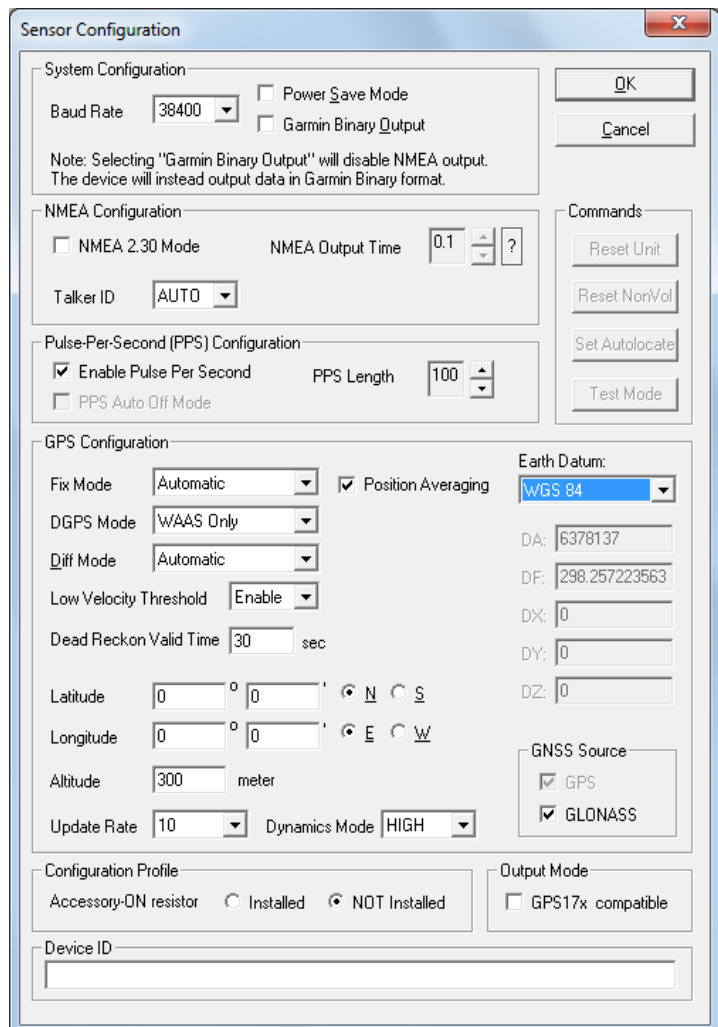 Sensor Configuration
System Configuration
Baud Rate 38400
Power Save Mode
Garmin Binary Output
Note: Selecting "Garmin Binary Output" will disable NMEA output.
The device will instead output data in Garmin Binary format.
OK
Cancel
NMEA Configuration
NMEA 2.30 Mode
NMEA Output Time 0.1 ?
Talker ID AUTO
Commands
Reset Unit
Reset NonVol
Set Autolocate
Test Mode
Pulse-Per-Second (PPS) Configuration
Enable Pulse Per Second
PPS Length 100
PPS Auto Off Mode
GPS Configuration
Fix Mode Automatic
Position Averaging
DGPS Mode WAAS Only
Diff Mode Automatic
Low Velocity Threshold Enable
Dead Reckon Valid Time 30 sec
Latitude 0 ° 0 ' N S
Longitude 0 ° 0 ' E W
Altitude 300 meter
Update Rate 10
Dynamics Mode HIGH
Earth Datum:
WGS 84
DA: 6378137
DF: 298.257223563
DX: 0
DY: 0
DZ: 0
GNSS Source
GPS
GLONASS
Configuration Profile
Accessory-ON resistor Installed NOT Installed
Output Mode
GPS17x compatible
Device ID